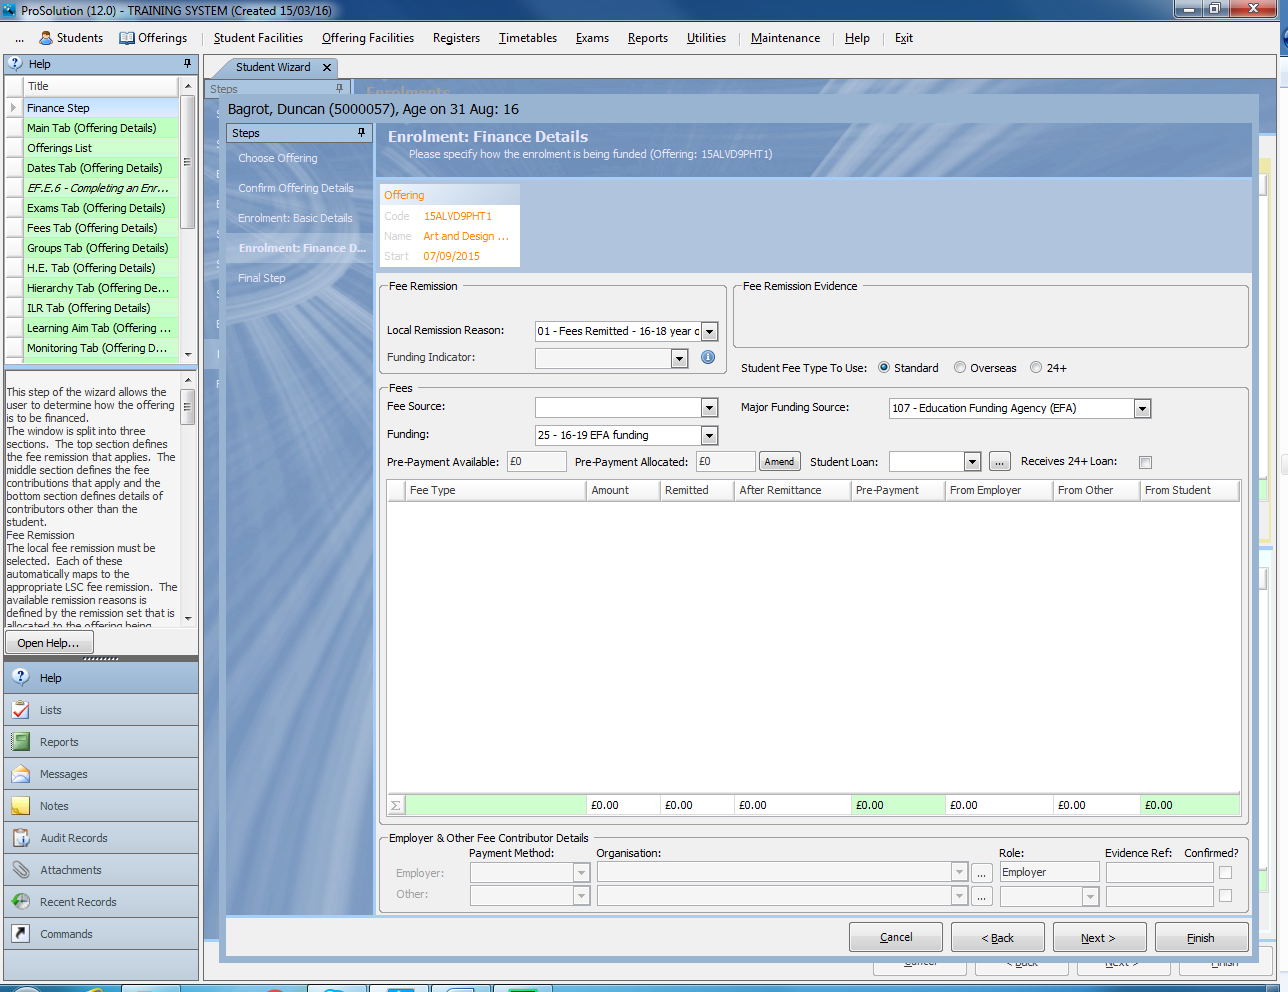 ProSolution (12.0) - TRAINING SYSTEM (Created 15/03/16)
... Students Offerings Student Facilities Offering Facilities Registers Timetables Exams Reports Utilities Maintenance Help Exit
Help
Title
Finance Step
Main Tab (Offering Details)
Offerings List
Dates Tab (Offering Details)
EF.E.6 - Completing an Enr...
Exams Tab (Offering Details)
Fees Tab (Offering Details)
Groups Tab (Offering Details)
H.E. Tab (Offering Details)
Hierarchy Tab (Offering De...
ILR Tab (Offering Details)
Learning Aim Tab (Offering ...
Monitoring Tab (Offering D...
This step of the wizard allows the
user to determine how the offering
is to be financed.
The window is split into three
sections.  The top section defines
the fee remission that applies.  The
middle section defines the fee
contributions that apply and the
bottom section defines details of
contributors other than the
student.
Fee Remission
The local fee remission must be
selected.  Each of these
automatically maps to the
appropriate LSC fee remission.  The
available remission reasons is
defined by the remission set that is
allocated to the offering being
Open Help...
Help
Lists
Reports
Messages
Notes
Audit Records
Attachments
Recent Records
Commands
Student Wizard
Steps
Enrolments
Bagrot, Duncan (5000057), Age on 31 Aug: 16
Steps
Choose Offering
Confirm Offering Details
Enrolment: Basic Details
Enrolment: Finance D...
Final Step
Enrolment: Finance Details
Please specify how the enrolment is being funded (Offering: 15ALVD9PHT1)
Offering
Code 15ALVD9PHT1
Name Art and Design ...
Start 07/09/2015
Fee Remission
Local Remission Reason: 01 - Fees Remitted - 16-18 year o
Funding Indicator:
Fee Remission Evidence
Student Fee Type To Use: Standard Overseas 24+
Fees
Fee Source:
Major Funding Source: 107 - Education Funding Agency (EFA)
Funding: 25 - 16-19 EFA funding
Pre-Payment Available: £0 Pre-Payment Allocated: £0 Amend Student Loan: ... Receives 24+ Loan:
Fee Type Amount Remitted After Remittance Pre-Payment From Employer From Other From Student
Σ £0.00 £0.00 £0.00 £0.00 £0.00 £0.00 £0.00
Employer & Other Fee Contributor Details
Payment Method: Organisation: Role: Evidence Ref: Confirmed?
Employer: ... Employer
Other: ...
Cancel < Back Next > Finish
Cancel < Back Next > Finish